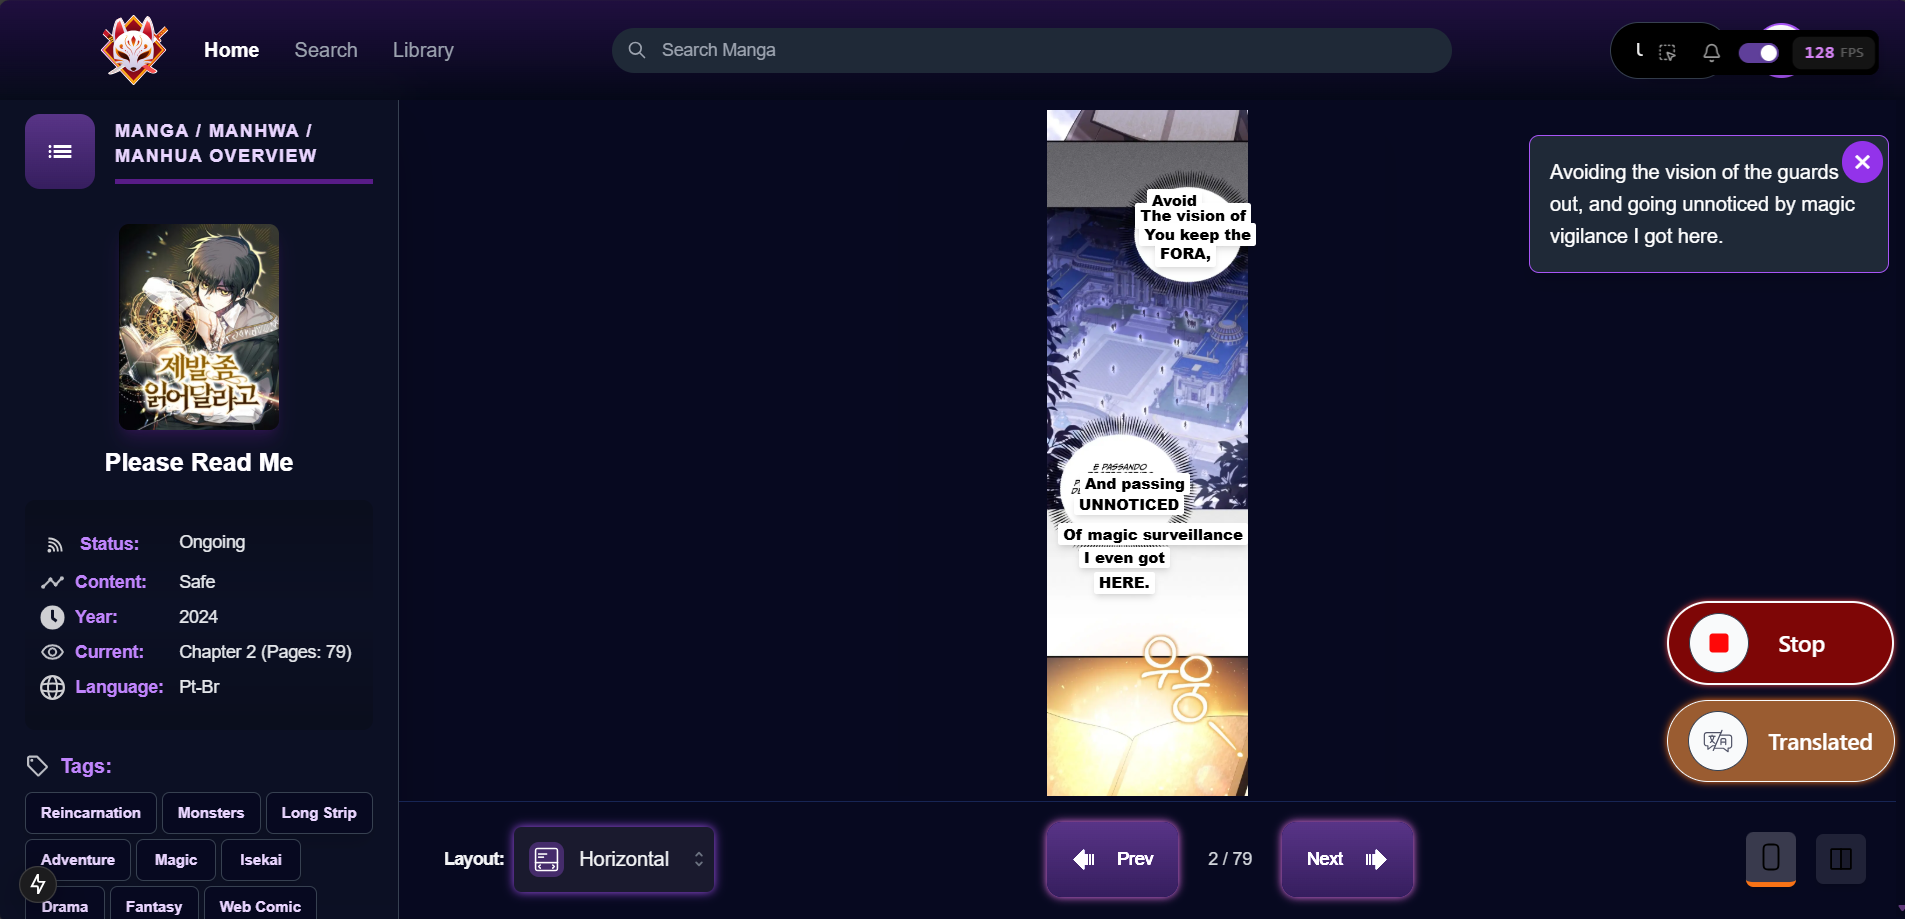 Home
Search
Library
Search Manga
128 FPS
MANGA / MANHWA /
MANHUA OVERVIEW
제발 좀
읽어달라고
Please Read Me
Status: Ongoing
Content: Safe
Year: 2024
Current: Chapter 2 (Pages: 79)
Language: Pt-Br
Tags:
Reincarnation
Monsters
Long Strip
Adventure
Magic
Isekai
Drama
Fantasy
Web Comic
Avoid
The vision of
You keep the
FORA,
E PASSANDO
And passing
UNNOTICED
Of magic surveillance
I even got
HERE.
우웅
Avoiding the vision of the guards
out, and going unnoticed by magic
vigilance I got here.
Stop
Translated
Layout:
Horizontal
Prev
2 / 79
Next